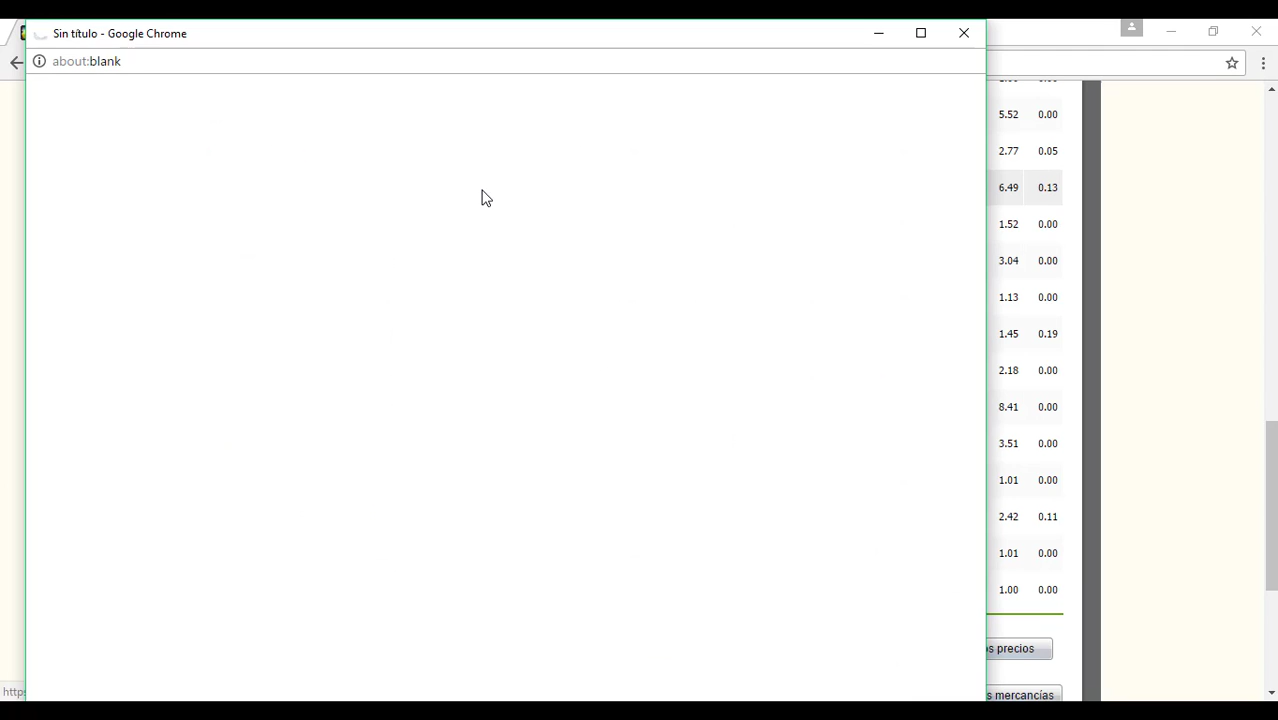 Sin título - Google Chrome
about:blank
5.52 0.00
2.77 0.05
6.49 0.13
1.52 0.00
3.04 0.00
1.13 0.00
1.45 0.19
2.18 0.00
8.41 0.00
3.51 0.00
1.01 0.00
2.42 0.11
1.01 0.00
1.00 0.00
os precios
https
s mercancías